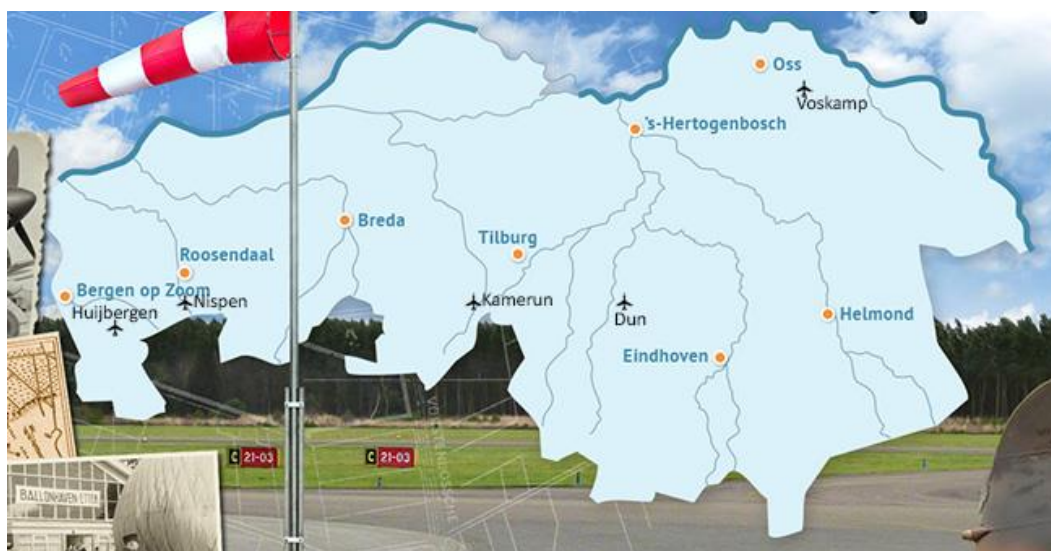 Oss
Voskamp
's-Hertogenbosch
Breda
Tilburg
Roosendaal
Bergen op Zoom
Nispen
Huijbergen
Kamerun
Dun
Helmond
Eindhoven
C 21-03
C 21-03
BALLONHAVEN-ETTEN